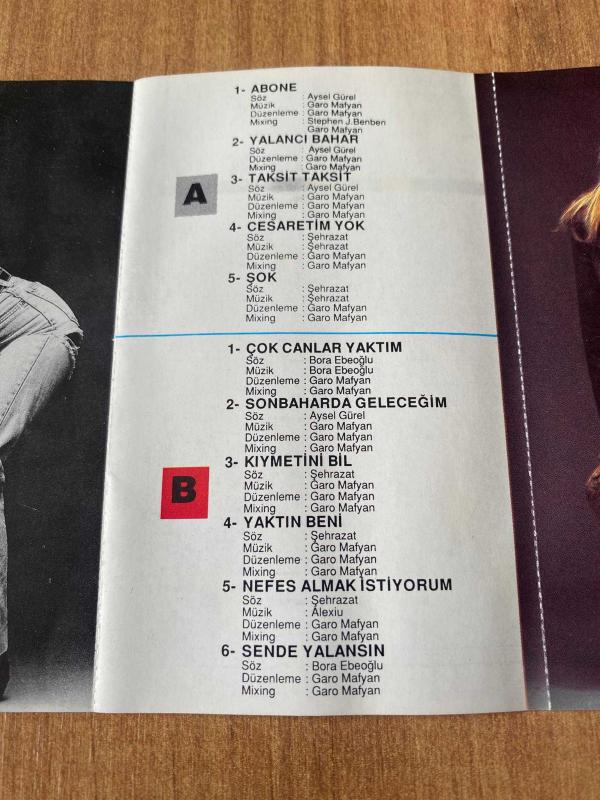 1- ABONE
Söz : Aysel Gürel
Müzik : Garo Mafyan
Düzenleme : Garo Mafyan
Mixing : Stephen J.Benben
Garo Mafyan
2- YALANCI BAHAR
Söz : Aysel Gürel
Düzenleme : Garo Mafyan
Mixing : Garo Mafyan
A
3- TAKSİT TAKSİT
Söz : Aysel Gürel
Müzik : Garo Mafyan
Düzenleme : Garo Mafyan
Mixing : Garo Mafyan
4- CESARETİM YOK
Söz : Şehrazat
Müzik : Şehrazat
Düzenleme : Garo Mafyan
Mixing : Garo Mafyan
5- ŞOK
Söz : Şehrazat
Müzik : Şehrazat
Düzenleme : Garo Mafyan
Mixing : Garo Mafyan
1- ÇOK CANLAR YAKTIM
Söz : Bora Ebeoğlu
Müzik : Bora Ebeoğlu
Düzenleme : Garo Mafyan
Mixing : Garo Mafyan
2- SONBAHARDA GELECEĞİM
Söz : Aysel Gürel
Müzik : Garo Mafyan
Düzenleme : Garo Mafyan
Mixing : Garo Mafyan
B
3- KIYMETİNİ BİL
Söz : Şehrazat
Müzik : Garo Mafyan
Düzenleme : Garo Mafyan
Mixing : Garo Mafyan
4- YAKTIN BENİ
Söz : Şehrazat
Müzik : Garo Mafyan
Düzenleme : Garo Mafyan
Mixing : Garo Mafyan
5- NEFES ALMAK İSTİYORUM
Söz : Şehrazat
Müzik : Alexiu
Düzenleme : Garo Mafyan
Mixing : Garo Mafyan
6- SENDE YALANSIN
Söz : Bora Ebeoğlu
Düzenleme : Garo Mafyan
Mixing : Garo Mafyan